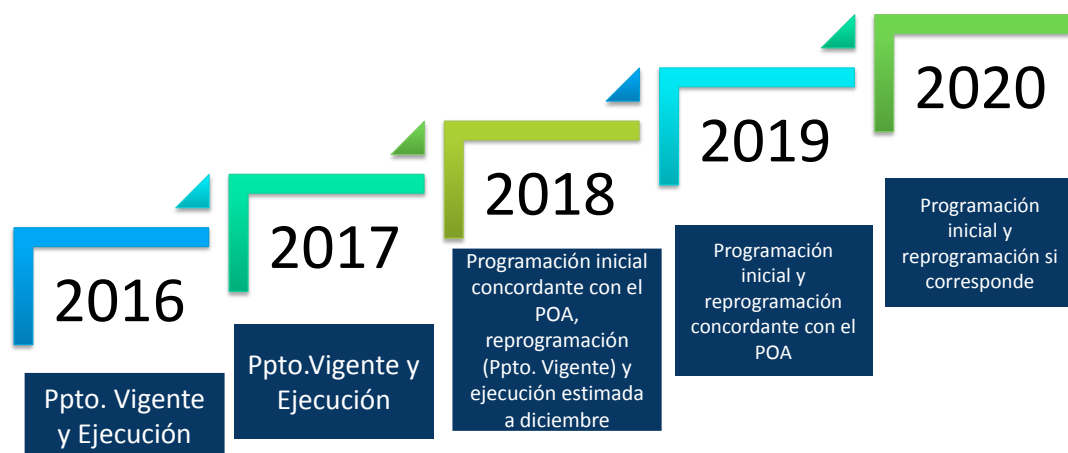 2016
Ppto. Vigente
y Ejecución
2017
Ppto.Vigente y
Ejecución
2018
Programación inicial
concordante con el
POA,
reprogramación
(Ppto. Vigente) y
ejecución estimada
a diciembre
2019
Programación
inicial y
reprogramación
concordante con el
POA
2020
Programación
inicial y
reprogramación si
corresponde